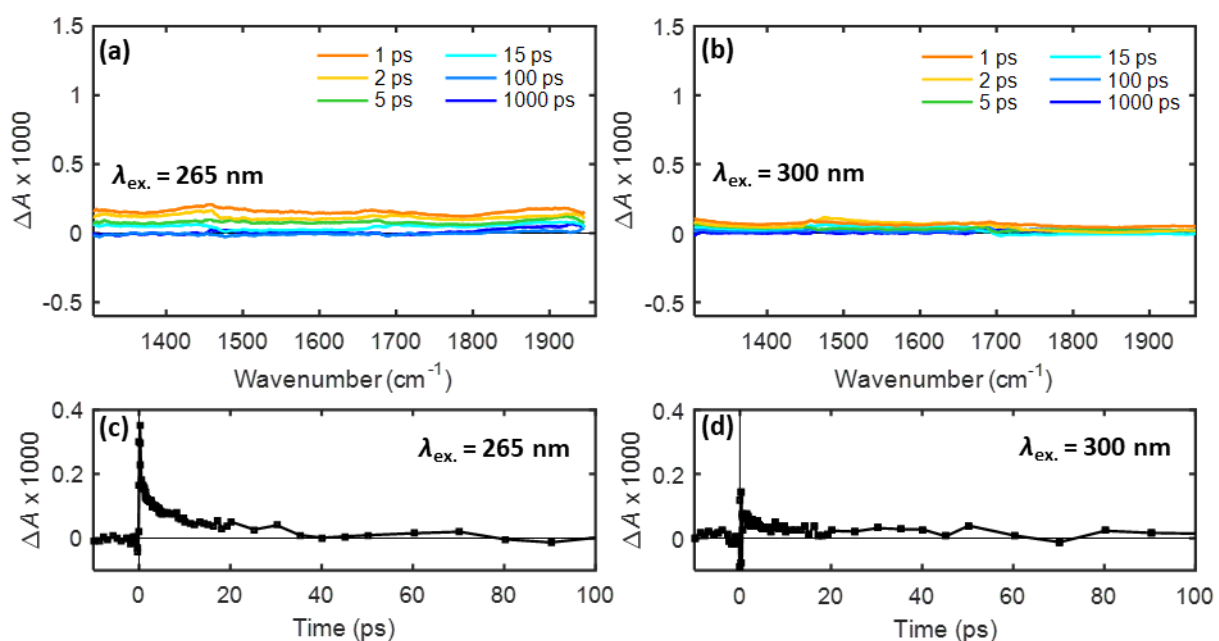 (a)
1 ps 15 ps
2 ps 100 ps
5 ps 1000 ps
λex. = 265 nm
1.5
1
0.5
0
-0.5
ΔA x 1000
1400 1500 1600 1700 1800 1900
Wavenumber (cm⁻¹)
(b)
1 ps 15 ps
2 ps 100 ps
5 ps 1000 ps
λex. = 300 nm
1.5
1
0.5
0
-0.5
ΔA x 1000
1400 1500 1600 1700 1800 1900
Wavenumber (cm⁻¹)
(c)
λex. = 265 nm
0.4
0.2
0
ΔA x 1000
0 20 40 60 80 100
Time (ps)
(d)
λex. = 300 nm
0.4
0.2
0
ΔA x 1000
0 20 40 60 80 100
Time (ps)